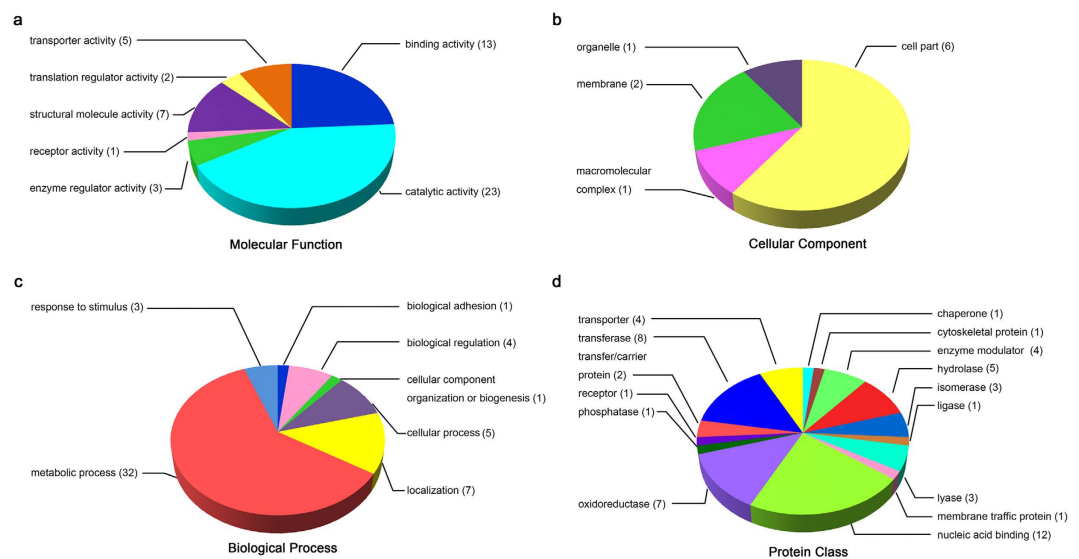 a
transporter activity (5)
binding activity (13)
translation regulator activity (2)
structural molecule activity (7)
receptor activity (1)
enzyme regulator activity (3)
catalytic activity (23)
Molecular Function
b
organelle (1)
cell part (6)
membrane (2)
macromolecular
complex (1)
Cellular Component
c
response to stimulus (3)
biological adhesion (1)
biological regulation (4)
cellular component
organization or biogenesis (1)
cellular process (5)
metabolic process (32)
localization (7)
Biological Process
d
transporter (4)
transferase (8)
transfer/carrier
protein (2)
receptor (1)
phosphatase (1)
oxidoreductase (7)
chaperone (1)
cytoskeletal protein (1)
enzyme modulator (4)
hydrolase (5)
isomerase (3)
ligase (1)
lyase (3)
membrane traffic protein (1)
nucleic acid binding (12)
Protein Class